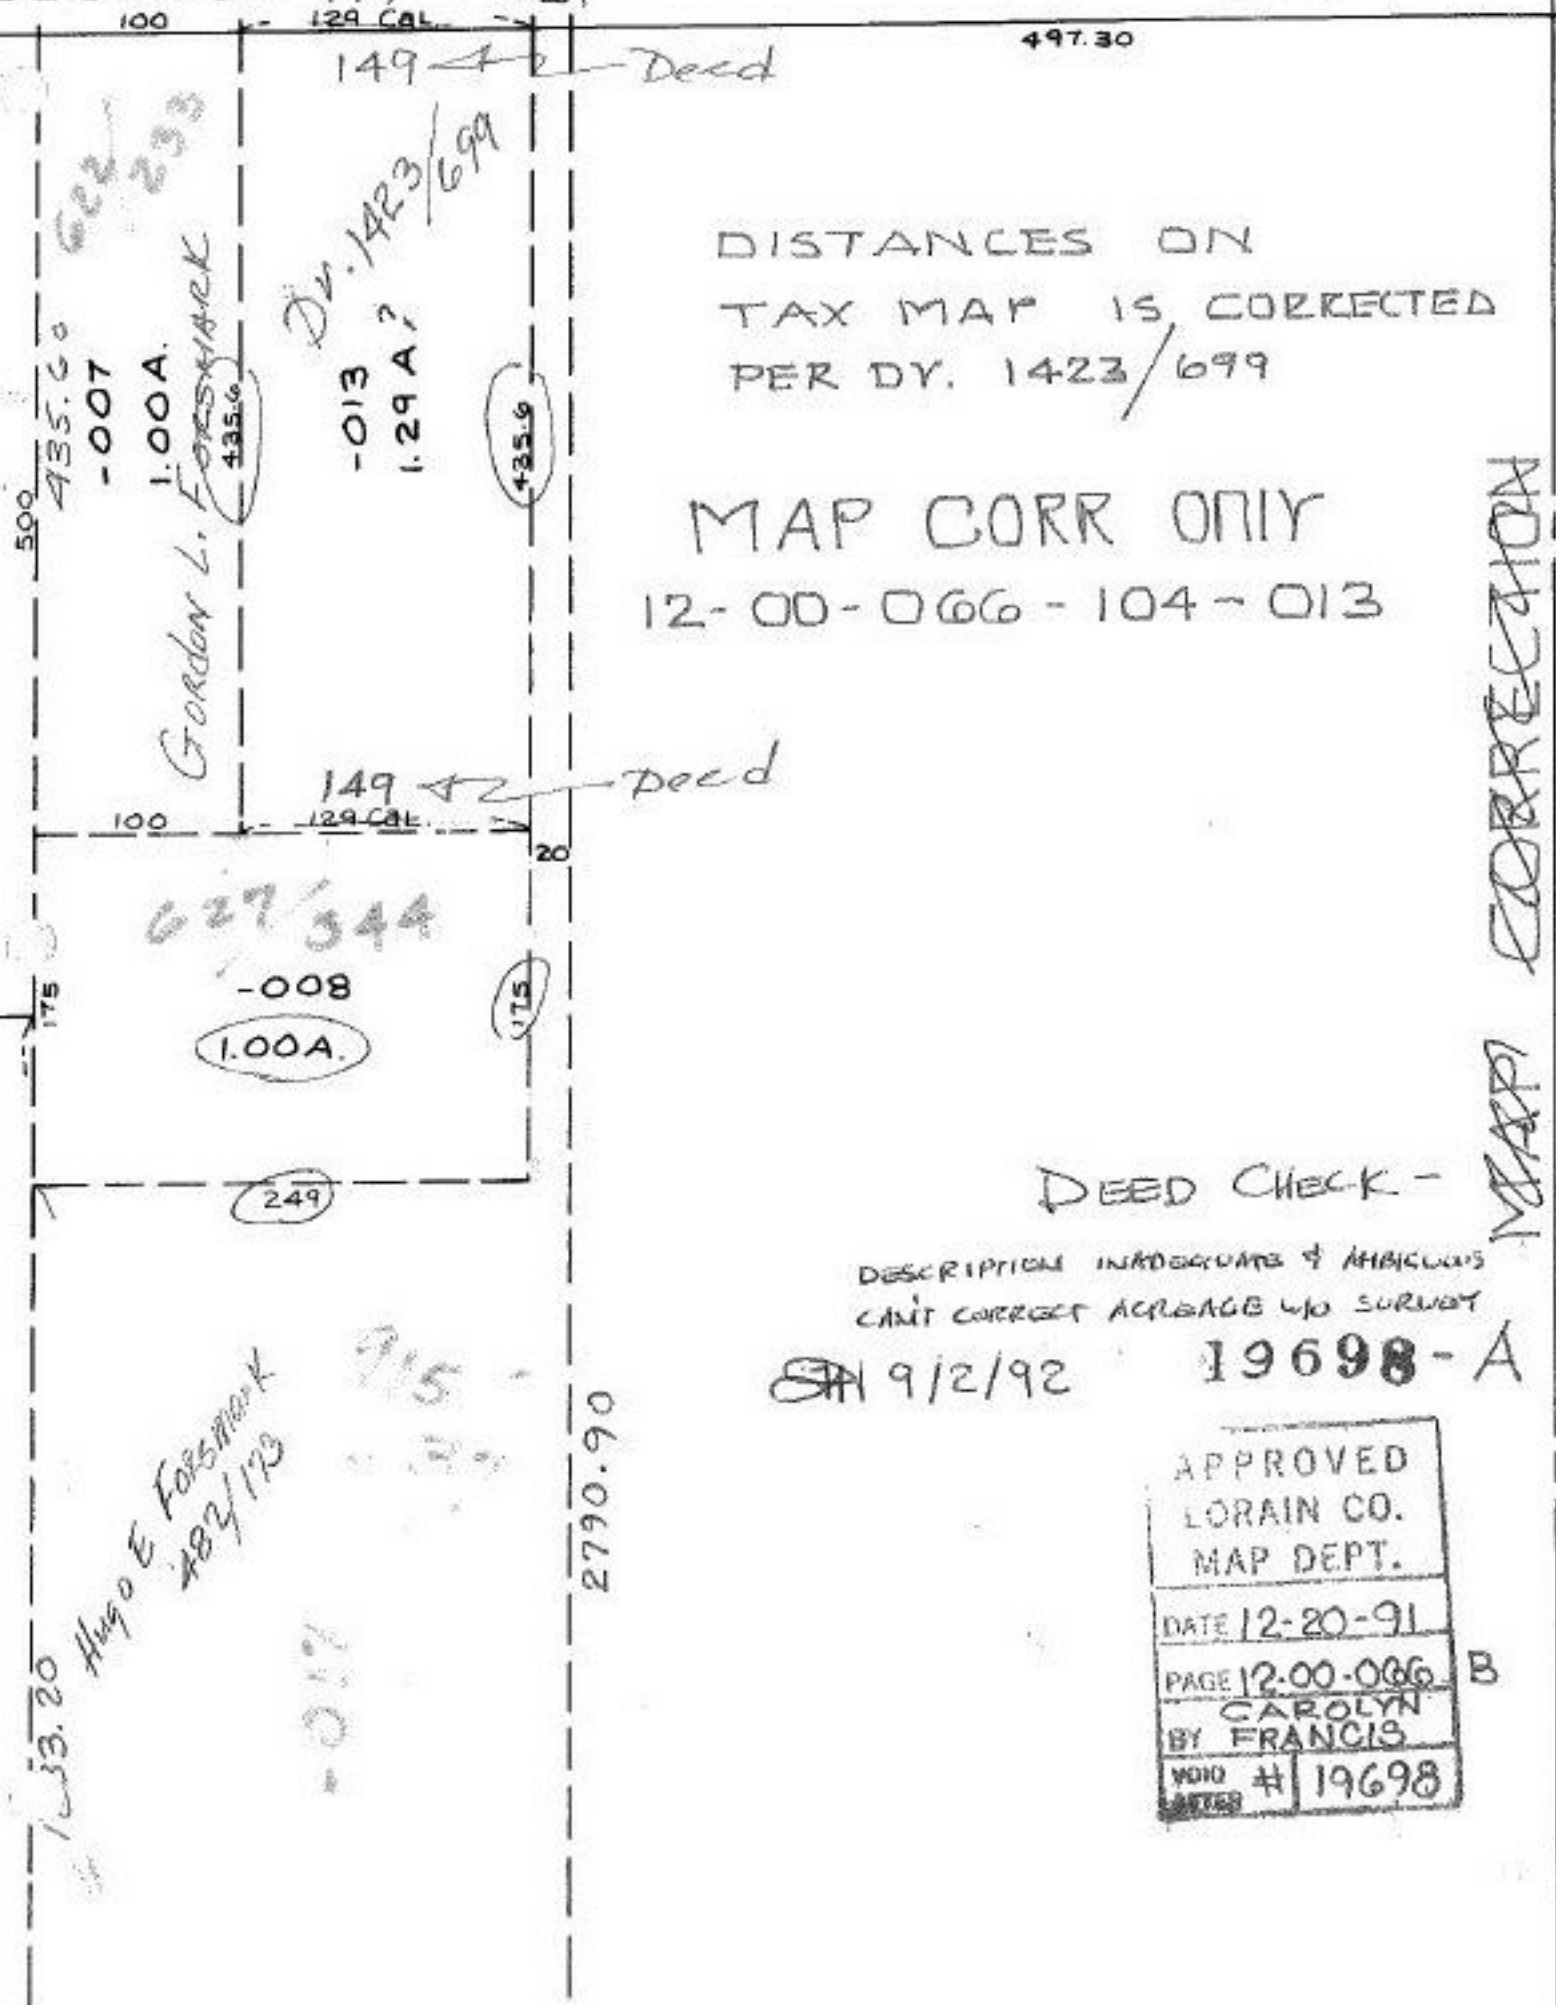 100
129 CAL.
497.30
149
Deed
622/233
Dv. 1423/699
435.60
-007
1.00A.
GORDON L. FORSMARK
435.6
-013
1.29 A?
435.6
500
DISTANCES ON
TAX MAP IS CORRECTED
PER DV. 1423/699
MAP CORR ONLY
12-00-066-104-013
MAP CORRECTION
149
Deed
100
129 CAL.
20
627/344
-008
1.00A.
175
175
249
DEED CHECK -
DESCRIPTION INADEQUATE & AMBIGUOUS
CAN'T CORRECT ACREAGE W/O SURVEY
9/2/92
19698-A
Hugo E FORSMARK
482/173
2790.90
APPROVED
LORAIN CO.
MAP DEPT.
DATE 12-20-91
PAGE 12-00-066 B
CAROLYN
BY FRANCIS
VOID
AFTER # 19698